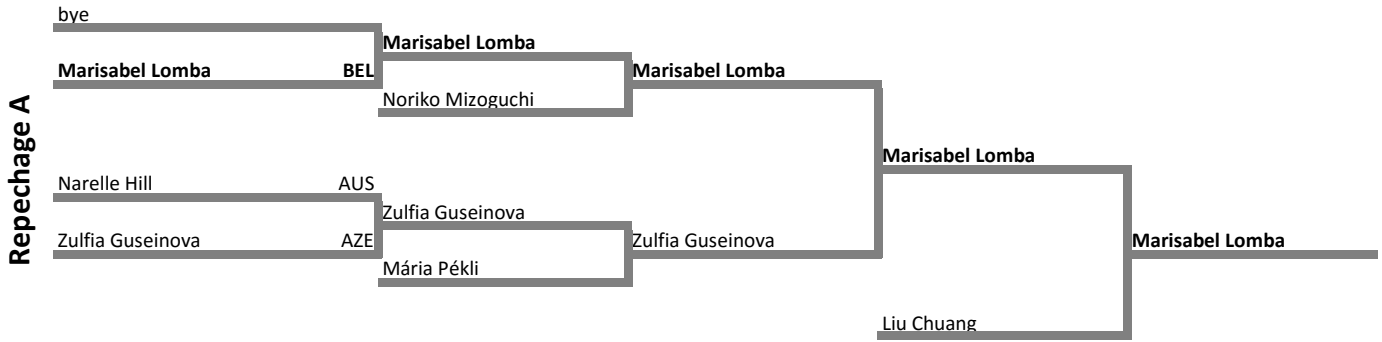 bye
Marisabel Lomba
Marisabel Lomba BEL
Marisabel Lomba
Noriko Mizoguchi
Repechage A
Marisabel Lomba
Narelle Hill AUS
Zulfia Guseinova
Zulfia Guseinova AZE
Zulfia Guseinova
Marisabel Lomba
Mária Pékli
Liu Chuang